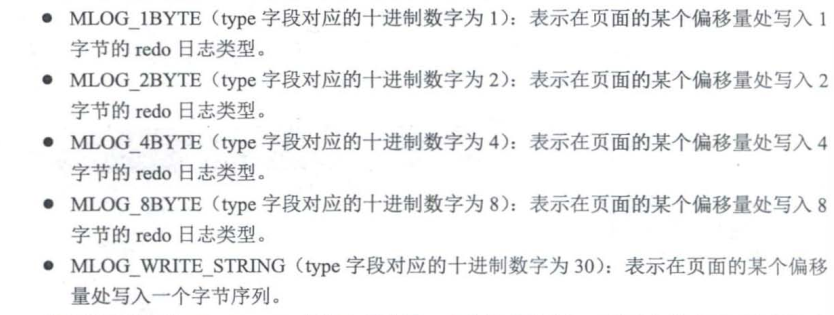 ● MLOG_1BYTE（type 字段对应的十进制数字为 1）：表示在页面的某个偏移量处写入 1
字节的 redo 日志类型。
● MLOG_2BYTE（type 字段对应的十进制数字为 2）：表示在页面的某个偏移量处写入 2
字节的 redo 日志类型。
● MLOG_4BYTE（type 字段对应的十进制数字为 4）：表示在页面的某个偏移量处写入 4
字节的 redo 日志类型。
● MLOG_8BYTE（type 字段对应的十进制数字为 8）：表示在页面的某个偏移量处写入 8
字节的 redo 日志类型。
● MLOG_WRITE_STRING（type 字段对应的十进制数字为 30）：表示在页面的某个偏移
量处写入一个字节序列。